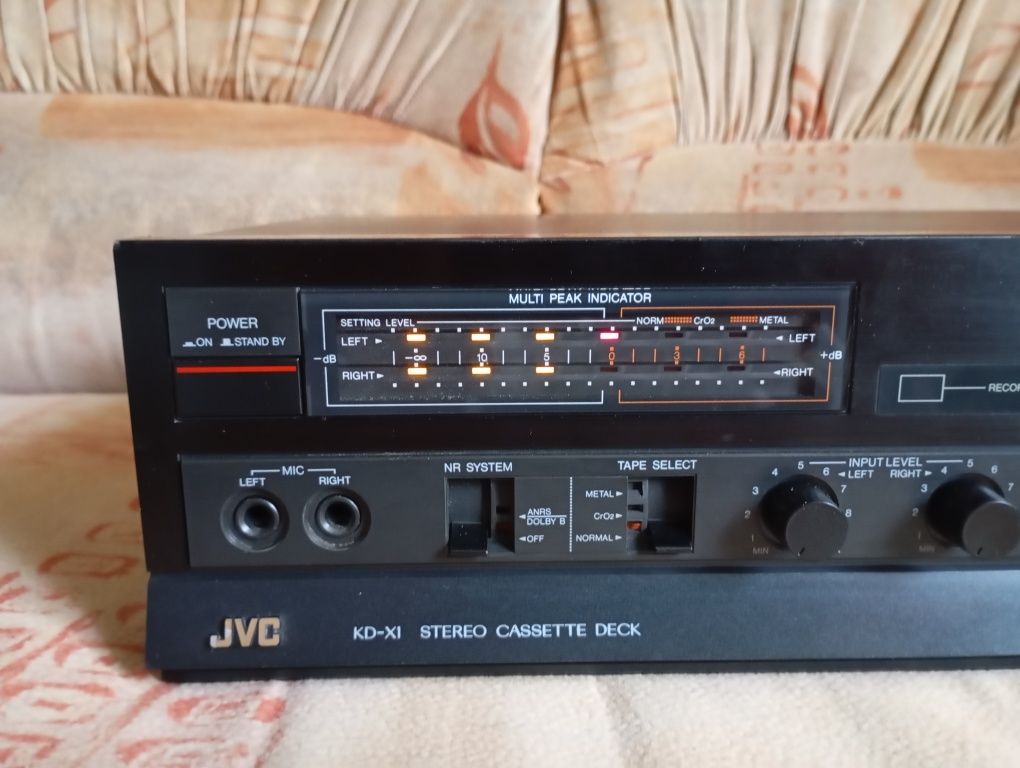 MULTI PEAK INDICATOR
POWER
ON STAND BY
SETTING LEVEL NORM CrO2 METAL
LEFT LEFT
-dB -∞ 10 5 0 3 6 +dB
RIGHT RIGHT
RECOR
MIC
LEFT RIGHT
NR SYSTEM
ANRS
DOLBY B
OFF
TAPE SELECT
METAL
CrO2
NORMAL
INPUT LEVEL
LEFT RIGHT
MIN 1 2 3 4 5 6 7 8
MIN 1 2 3 4 5 6 7
JVC KD-X1 STEREO CASSETTE DECK